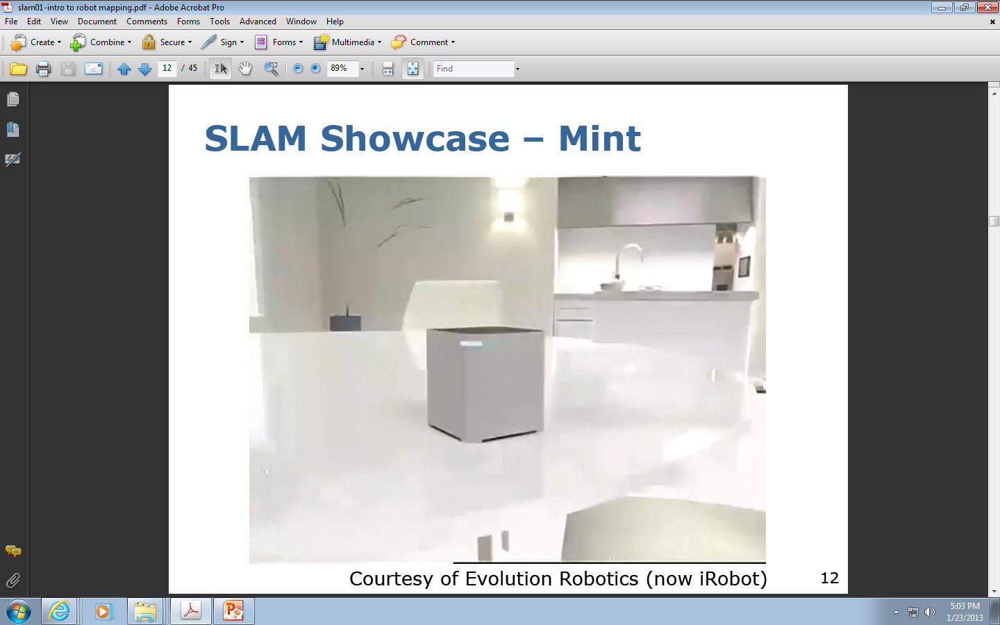 slam01-intro to robot mapping.pdf - Adobe Acrobat Pro
File Edit View Document Comments Forms Tools Advanced Window Help
Create Combine Secure Sign Forms Multimedia Comment
12 / 45 89% Find
SLAM Showcase – Mint
Courtesy of Evolution Robotics (now iRobot)
12
5:03 PM
1/23/2013